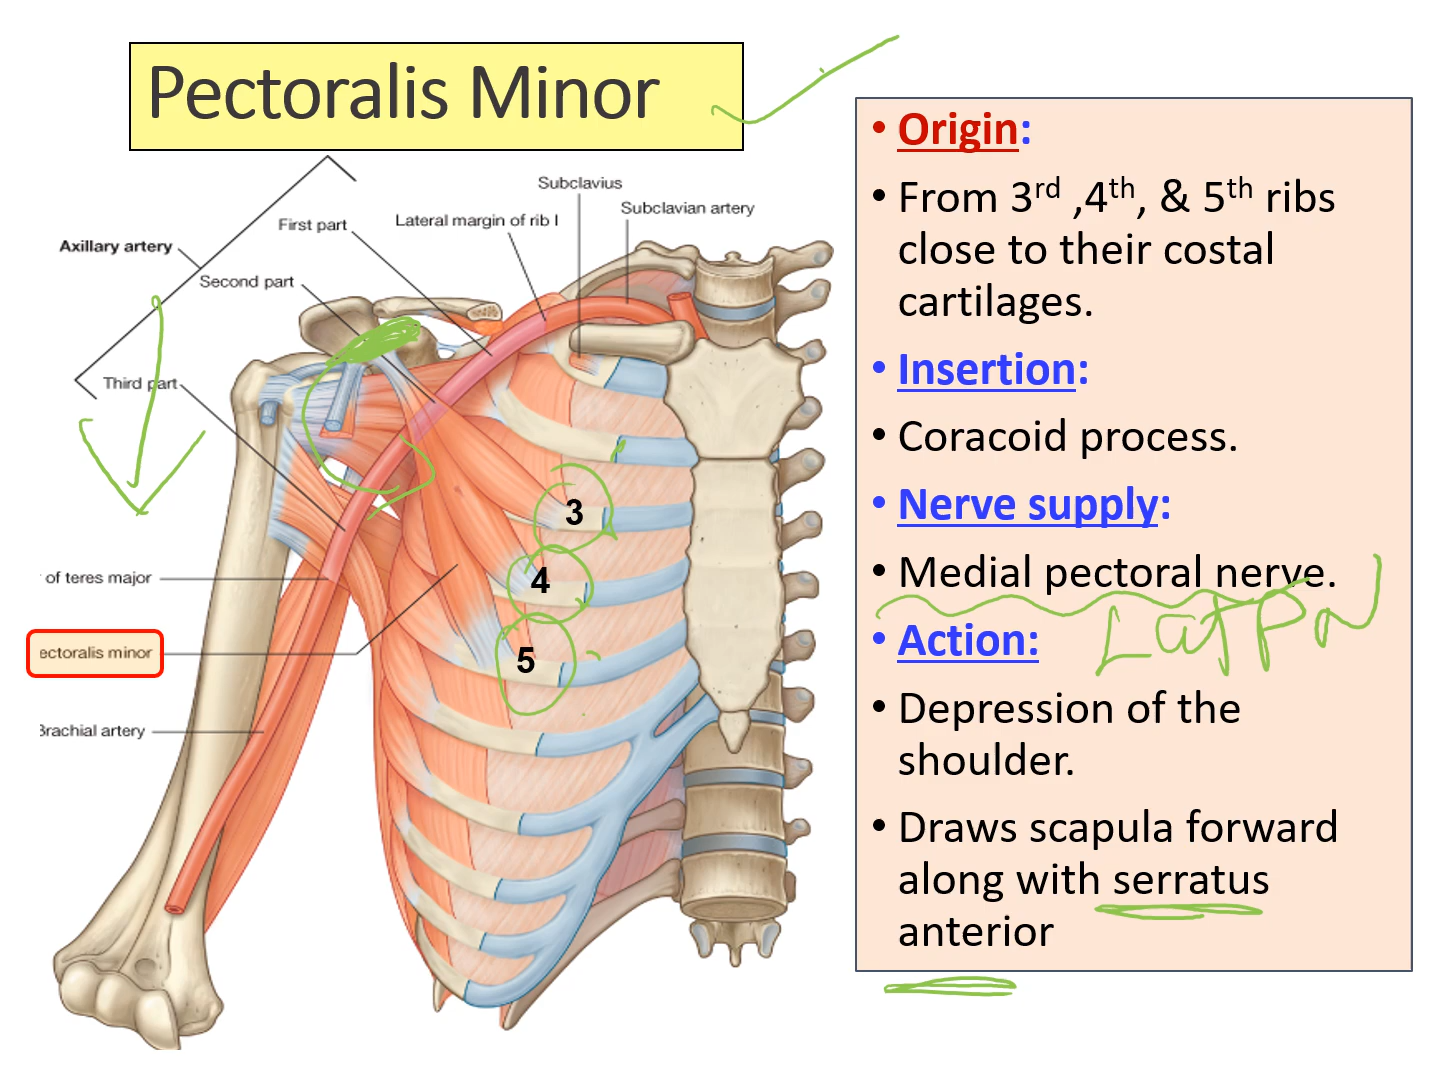 Pectoralis Minor
Subclavius
Subclavian artery
Lateral margin of rib I
First part
Axillary artery
Second part
Third part
3
4
5
of teres major
ectoralis minor
Brachial artery
• Origin:
• From 3rd ,4th, & 5th ribs
close to their costal
cartilages.
• Insertion:
• Coracoid process.
• Nerve supply:
• Medial pectoral nerve.
Lat PN
• Action:
• Depression of the
shoulder.
• Draws scapula forward
along with serratus
anterior